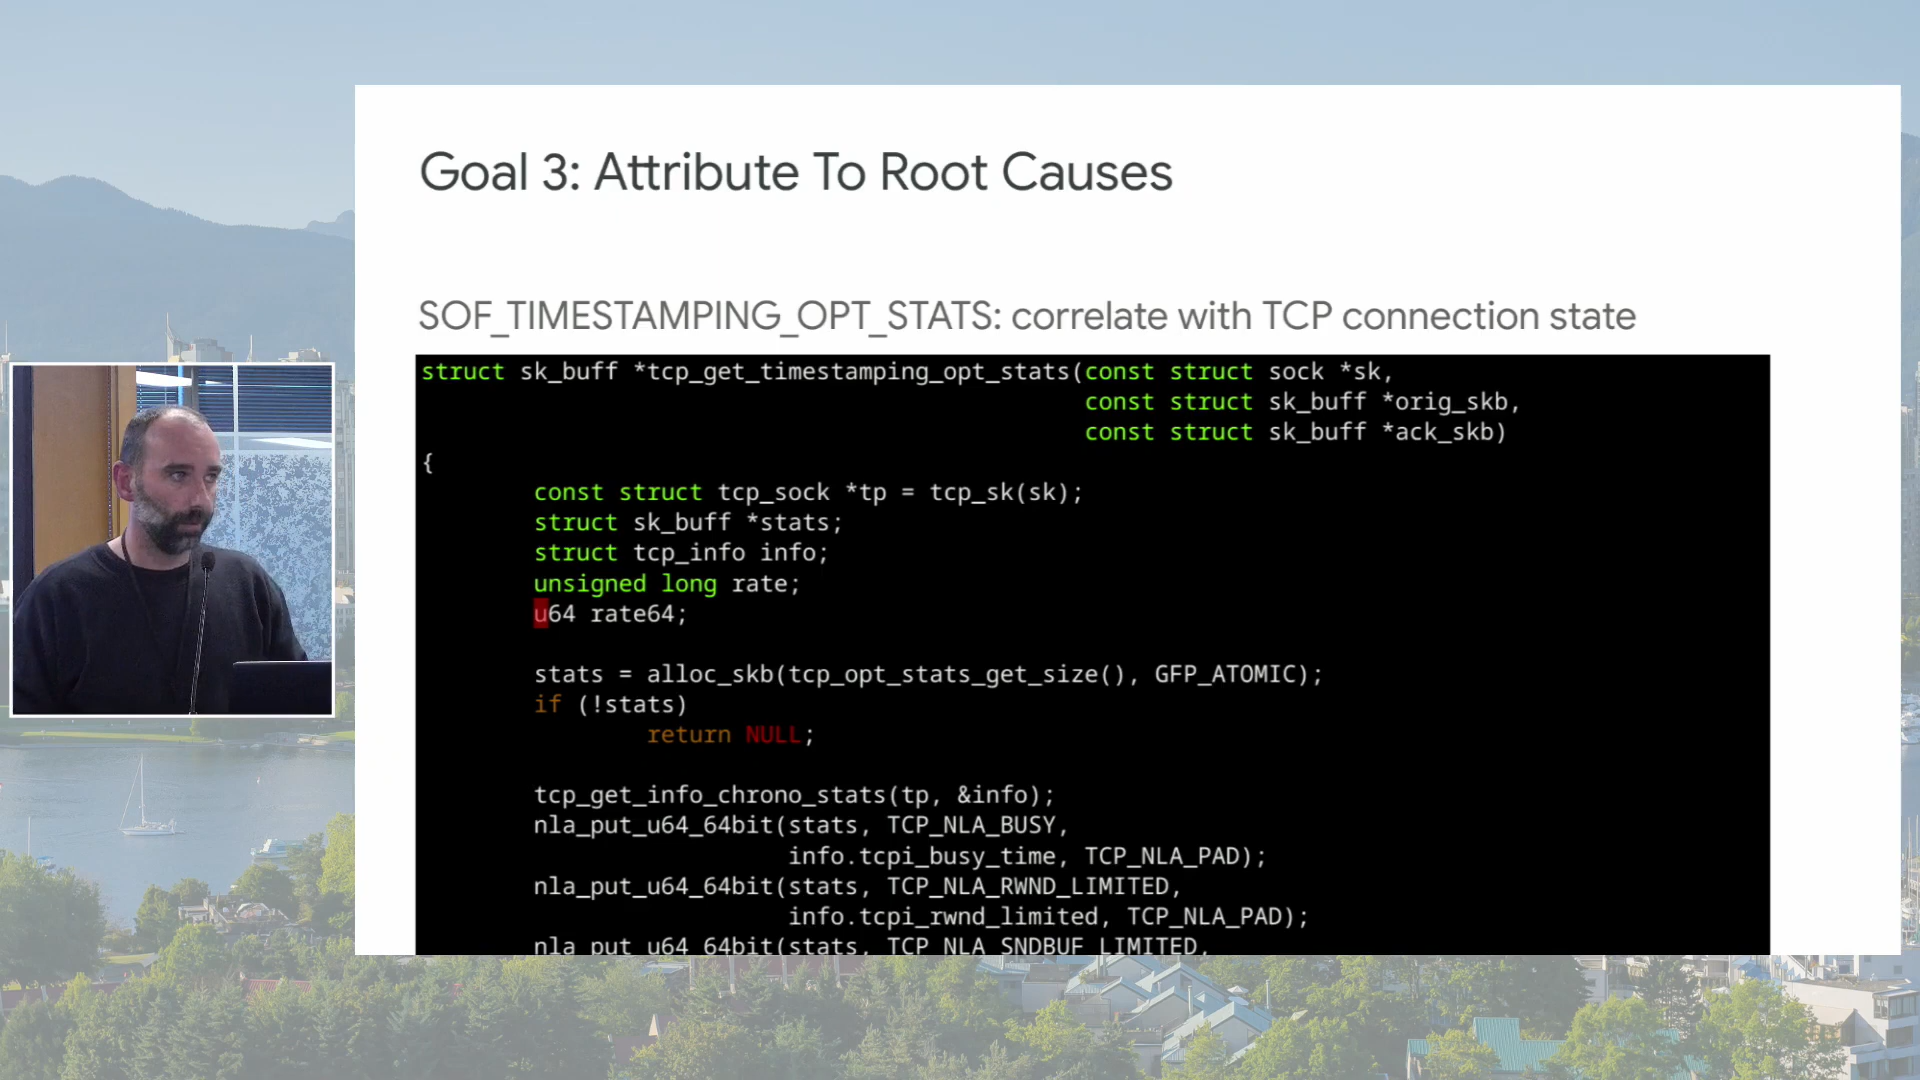 Goal 3: Attribute To Root Causes
SOF_TIMESTAMPING_OPT_STATS: correlate with TCP connection state
struct sk_buff *tcp_get_timestamping_opt_stats(const struct sock *sk,
const struct sk_buff *orig_skb,
const struct sk_buff *ack_skb)
{
const struct tcp_sock *tp = tcp_sk(sk);
struct sk_buff *stats;
struct tcp_info info;
unsigned long rate;
u64 rate64;
stats = alloc_skb(tcp_opt_stats_get_size(), GFP_ATOMIC);
if (!stats)
return NULL;
tcp_get_info_chrono_stats(tp, &info);
nla_put_u64_64bit(stats, TCP_NLA_BUSY,
info.tcpi_busy_time, TCP_NLA_PAD);
nla_put_u64_64bit(stats, TCP_NLA_RWND_LIMITED,
info.tcpi_rwnd_limited, TCP_NLA_PAD);
nla_put_u64_64bit(stats, TCP_NLA_SNDBUF_LIMITED,